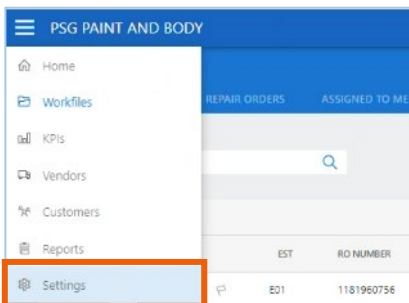 PSG PAINT AND BODY
Home
Workfiles
REPAIR ORDERS ASSIGNED TO ME
KPIs
Vendors
Customers
Reports
EST RO NUMBER
Settings
E01 1181960756